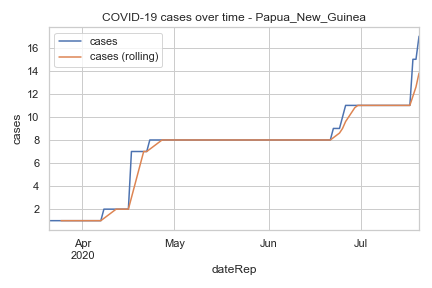 COVID-19 cases over time - Papua_New_Guinea
cases
cases (rolling)
16
14
12
10
8
6
4
2
cases
Apr
2020
May
Jun
Jul
dateRep